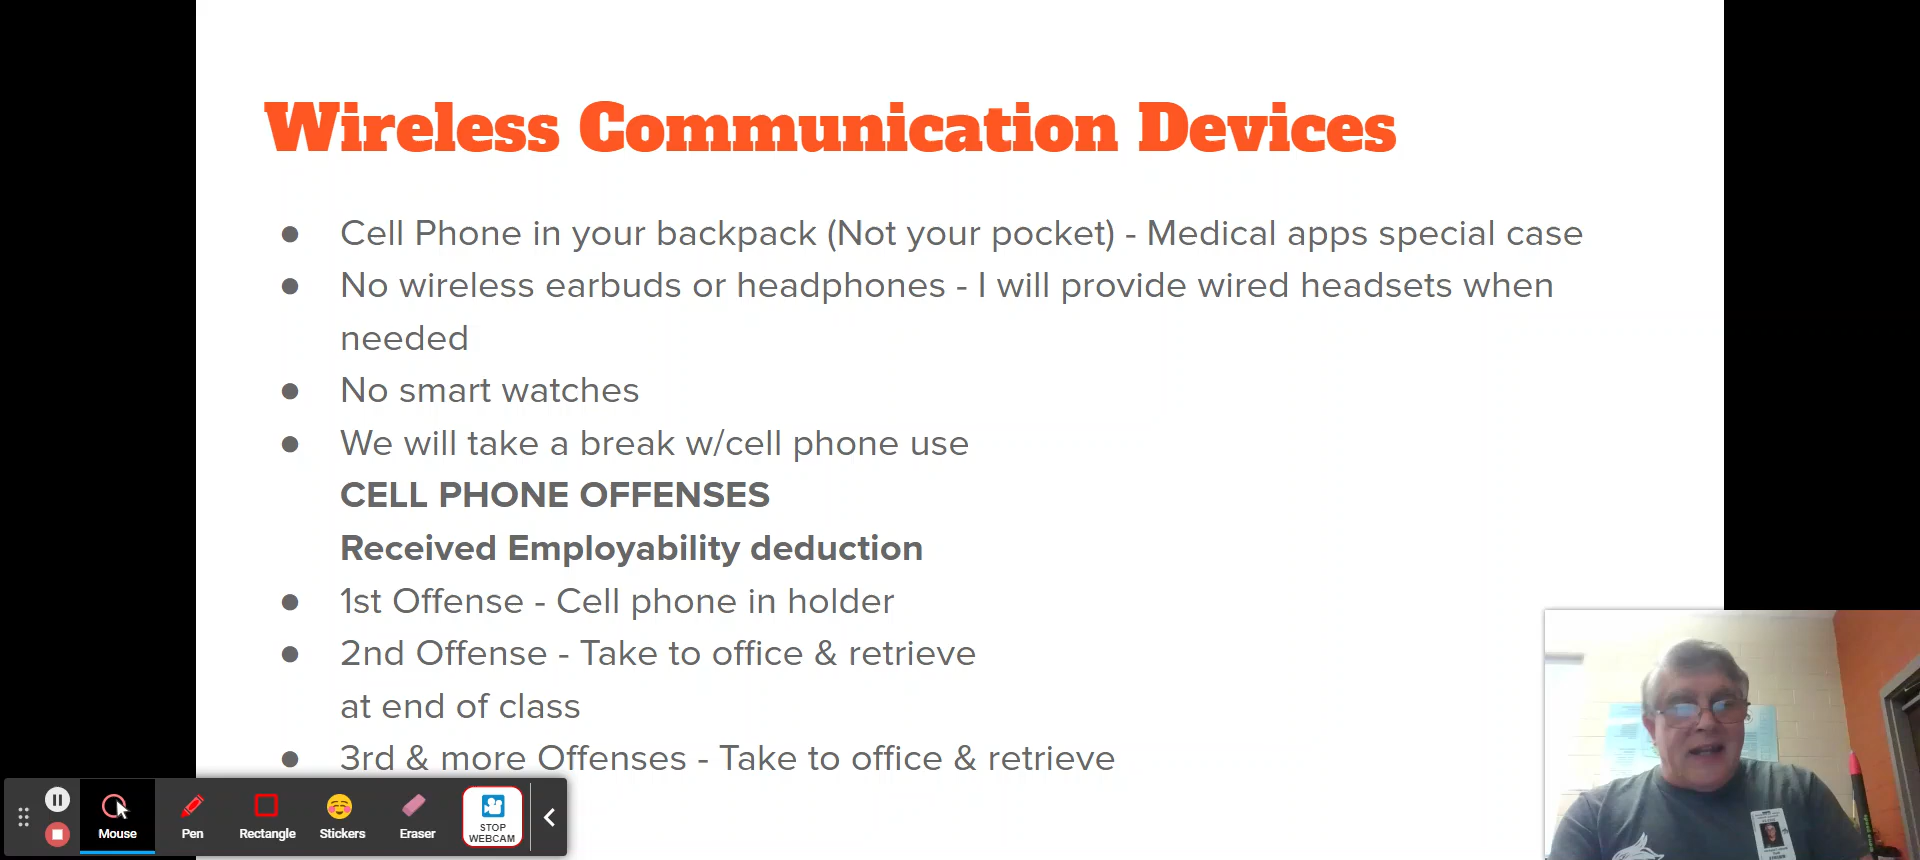 Wireless Communication Devices
● Cell Phone in your backpack (Not your pocket) - Medical apps special case
● No wireless earbuds or headphones - I will provide wired headsets when
needed
● No smart watches
● We will take a break w/cell phone use
CELL PHONE OFFENSES
Received Employability deduction
● 1st Offense - Cell phone in holder
● 2nd Offense - Take to office & retrieve
at end of class
● 3rd & more Offenses - Take to office & retrieve
Mouse Pen Rectangle Stickers Eraser STOP
WEBCAM